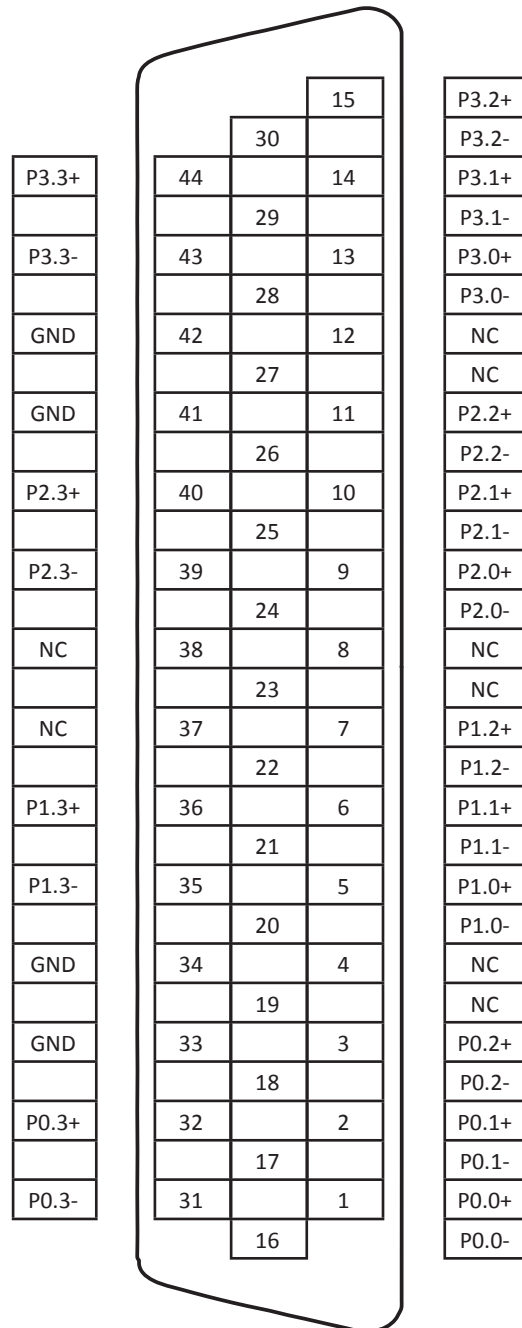 15 P3.2+
30 P3.2-
P3.3+ 44 14 P3.1+
29 P3.1-
P3.3- 43 13 P3.0+
28 P3.0-
GND 42 12 NC
27 NC
GND 41 11 P2.2+
26 P2.2-
P2.3+ 40 10 P2.1+
25 P2.1-
P2.3- 39 9 P2.0+
24 P2.0-
NC 38 8 NC
23 NC
NC 37 7 P1.2+
22 P1.2-
P1.3+ 36 6 P1.1+
21 P1.1-
P1.3- 35 5 P1.0+
20 P1.0-
GND 34 4 NC
19 NC
GND 33 3 P0.2+
18 P0.2-
P0.3+ 32 2 P0.1+
17 P0.1-
P0.3- 31 1 P0.0+
16 P0.0-